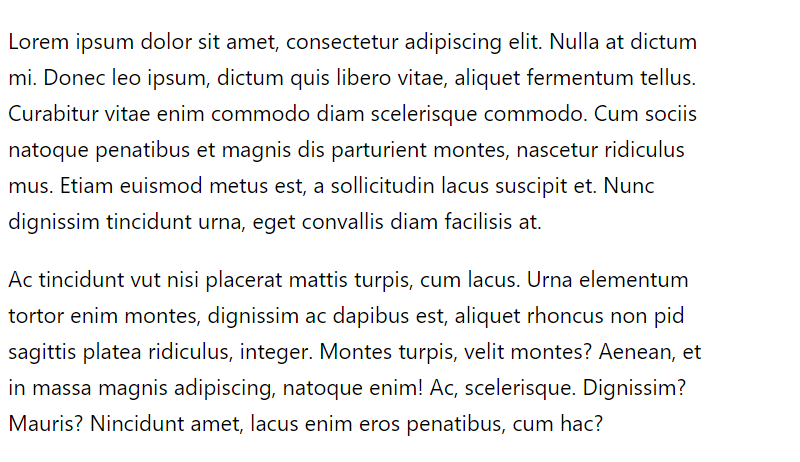 Lorem ipsum dolor sit amet, consectetur adipiscing elit. Nulla at dictum
mi. Donec leo ipsum, dictum quis libero vitae, aliquet fermentum tellus.
Curabitur vitae enim commodo diam scelerisque commodo. Cum sociis
natoque penatibus et magnis dis parturient montes, nascetur ridiculus
mus. Etiam euismod metus est, a sollicitudin lacus suscipit et. Nunc
dignissim tincidunt urna, eget convallis diam facilisis at.
Ac tincidunt vut nisi placerat mattis turpis, cum lacus. Urna elementum
tortor enim montes, dignissim ac dapibus est, aliquet rhoncus non pid
sagittis platea ridiculus, integer. Montes turpis, velit montes? Aenean, et
in massa magnis adipiscing, natoque enim! Ac, scelerisque. Dignissim?
Mauris? Nincidunt amet, lacus enim eros penatibus, cum hac?